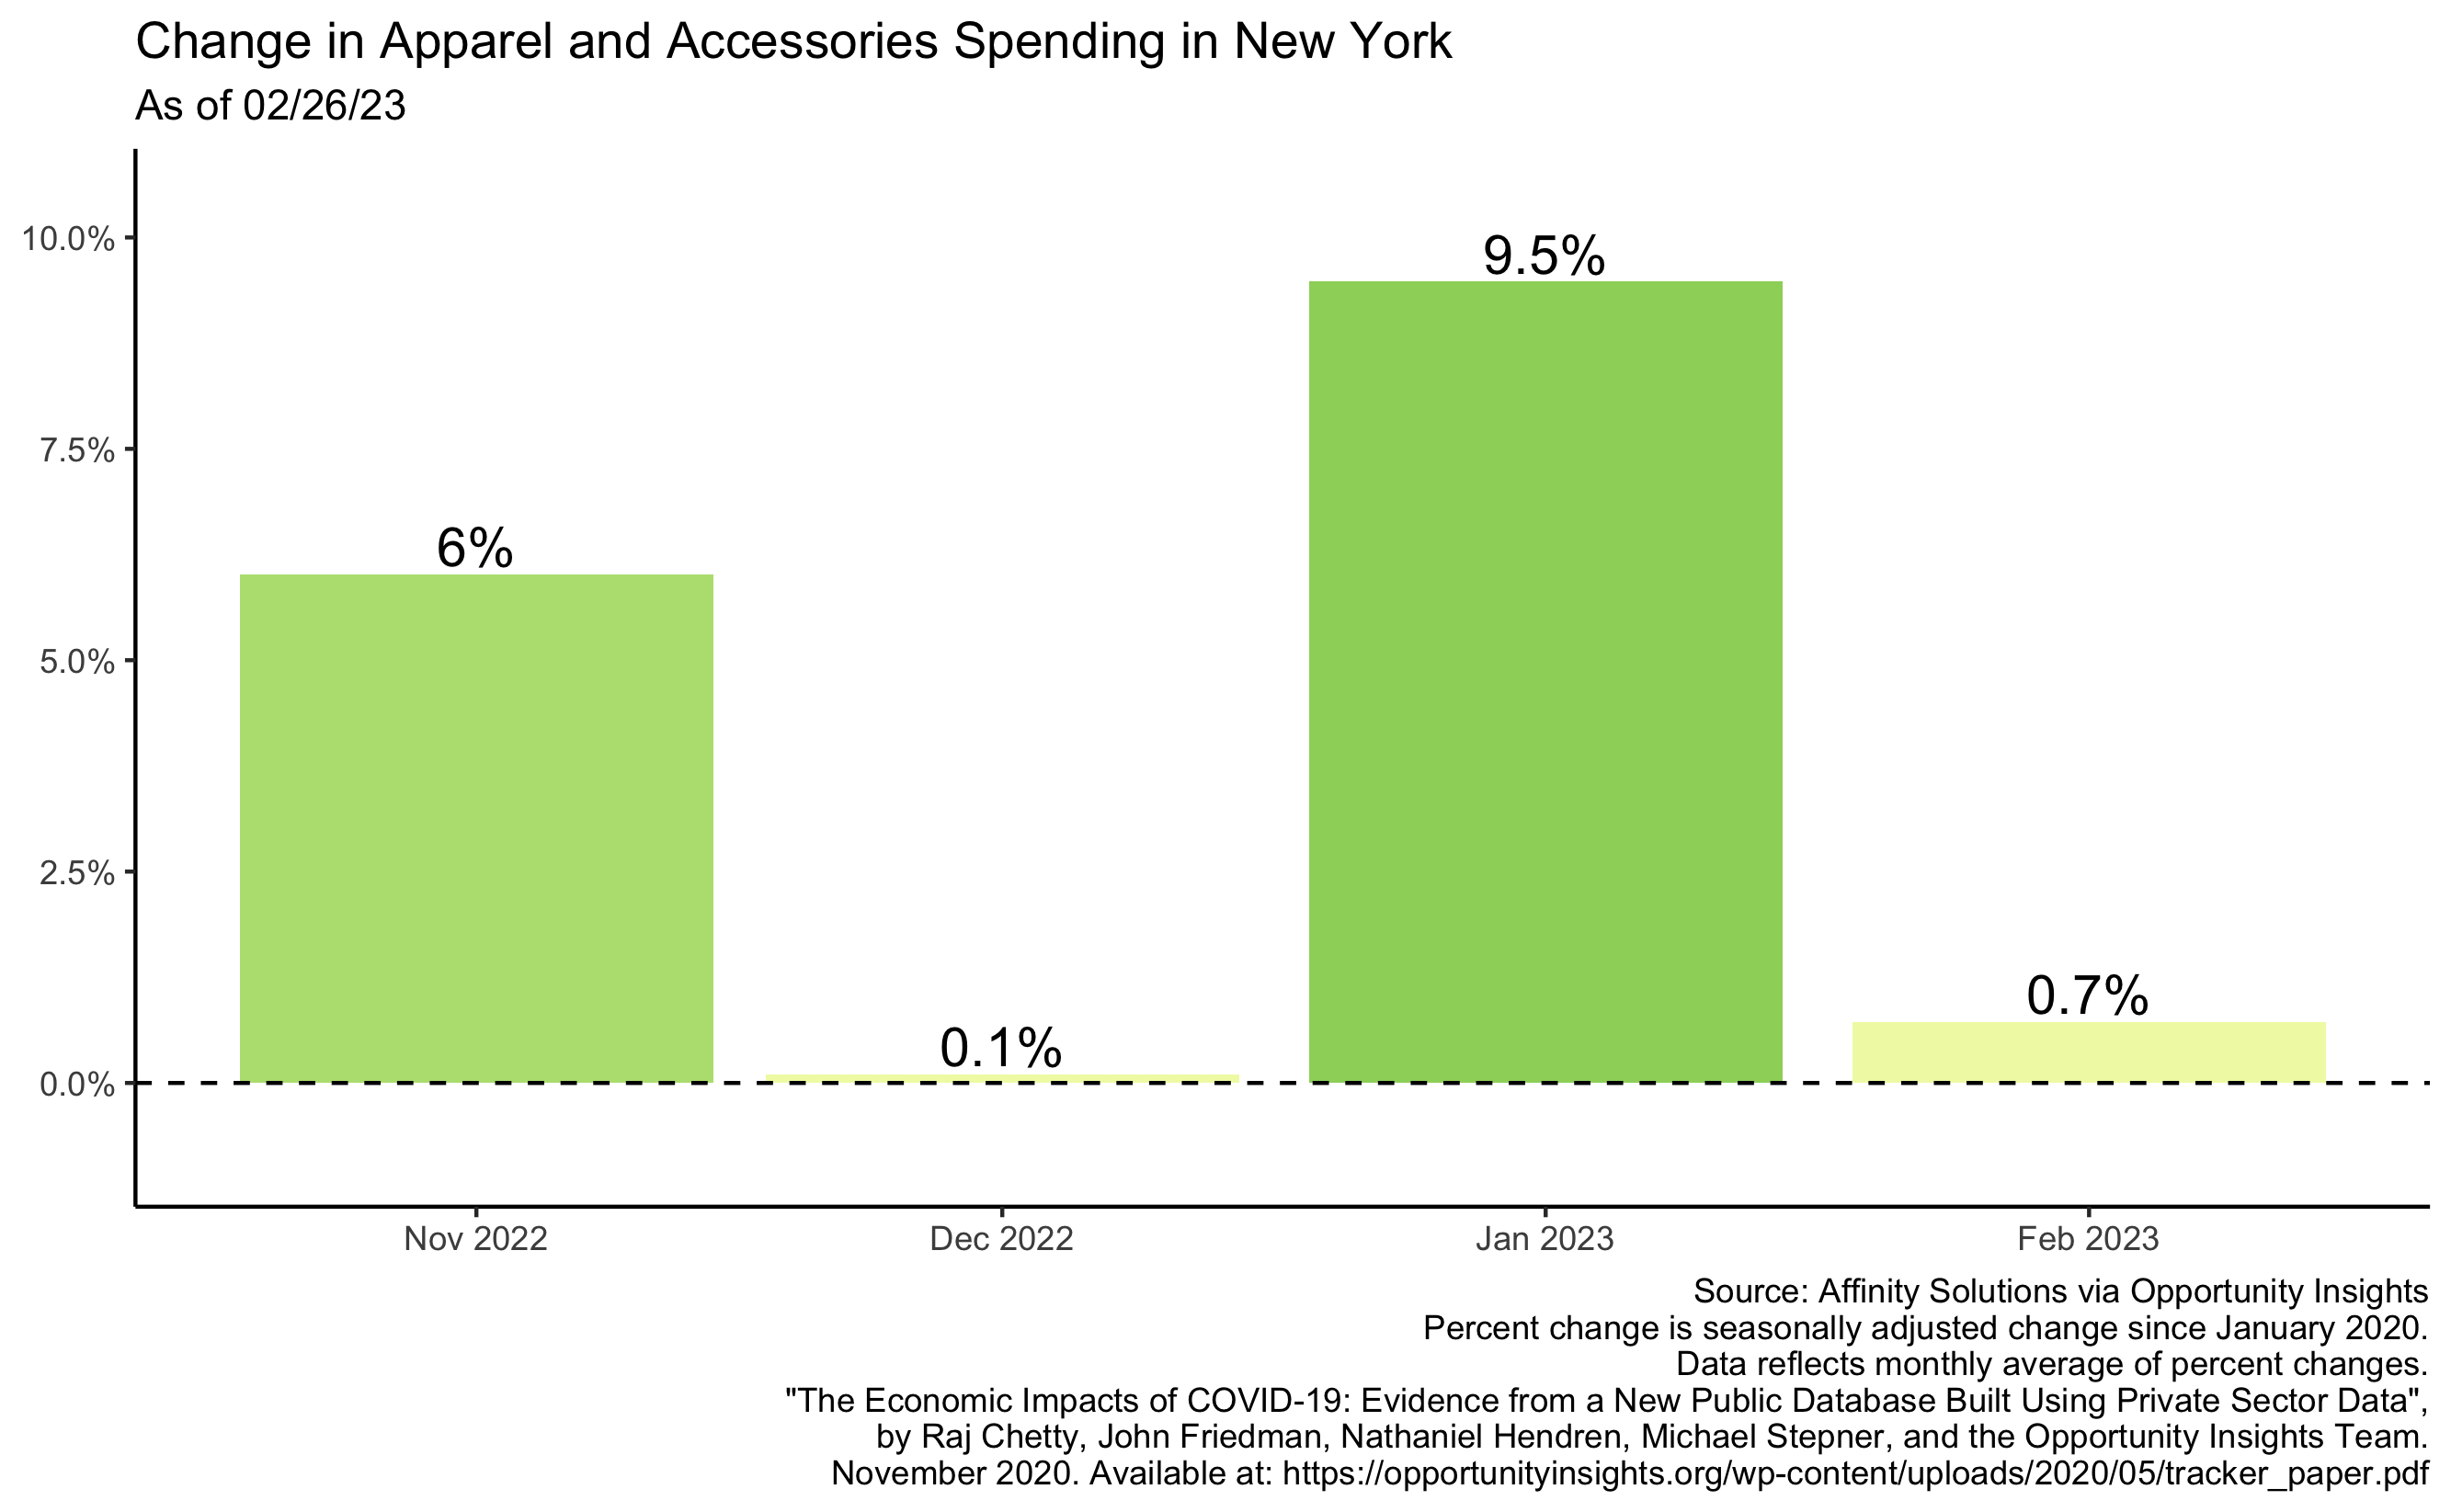 Change in Apparel and Accessories Spending in New York
As of 02/26/23
10.0%
7.5%
5.0%
2.5%
0.0%
6%
0.1%
9.5%
0.7%
Nov 2022
Dec 2022
Jan 2023
Feb 2023
Source: Affinity Solutions via Opportunity Insights
Percent change is seasonally adjusted change since January 2020.
Data reflects monthly average of percent changes.
"The Economic Impacts of COVID-19: Evidence from a New Public Database Built Using Private Sector Data",
by Raj Chetty, John Friedman, Nathaniel Hendren, Michael Stepner, and the Opportunity Insights Team.
November 2020. Available at: https://opportunityinsights.org/wp-content/uploads/2020/05/tracker_paper.pdf